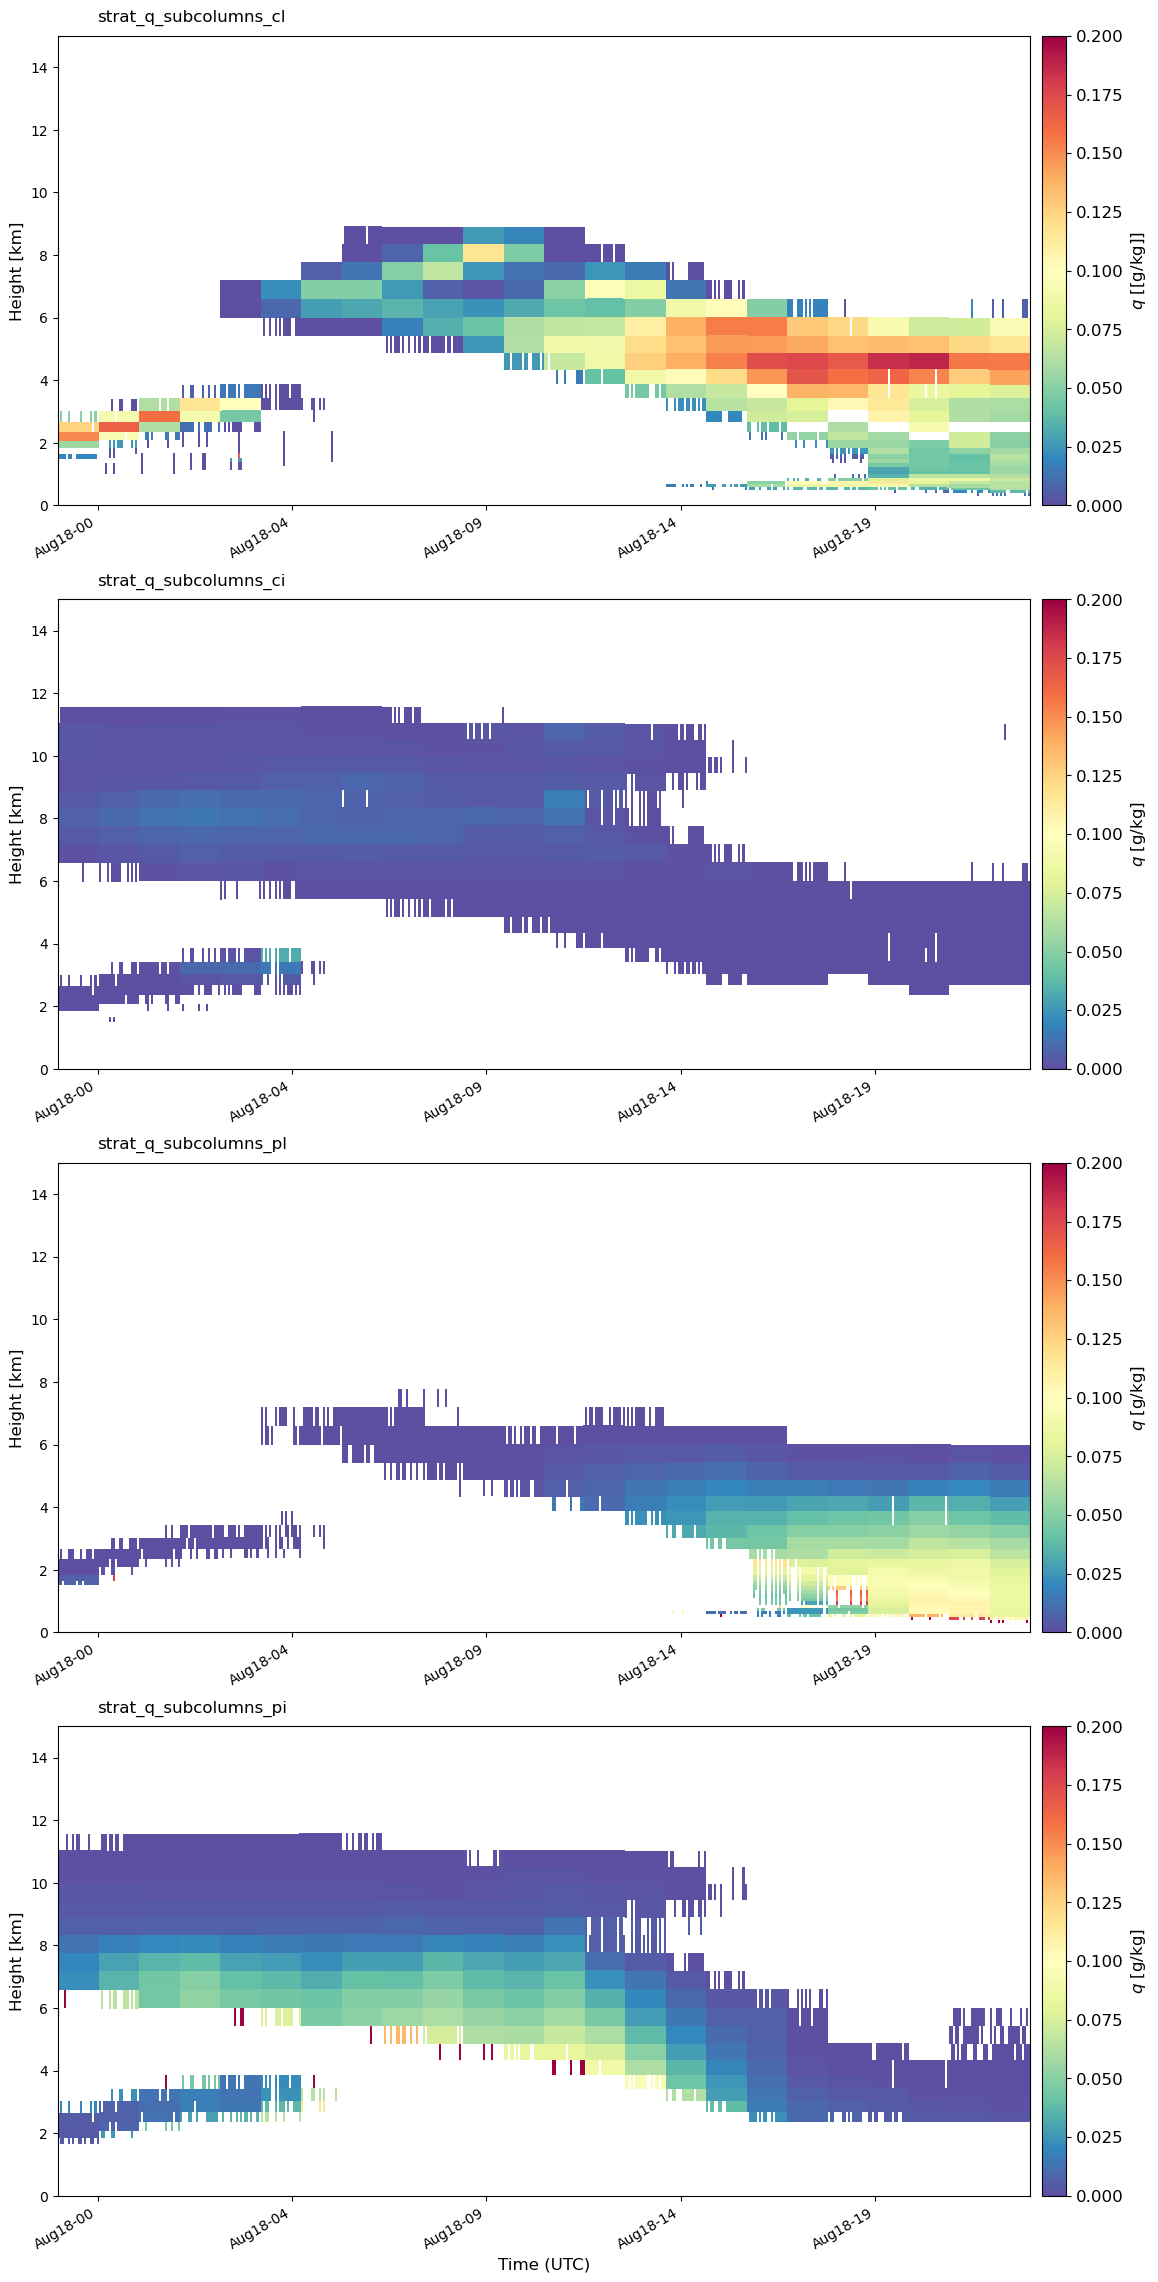 strat_q_subcolumns_cl
14
12
10
8
6
4
2
0
Height [km]
Aug18-00
Aug18-04
Aug18-09
Aug18-14
Aug18-19
0.200
0.175
0.150
0.125
0.100
0.075
0.050
0.025
0.000
q [[g/kg]]
strat_q_subcolumns_ci
14
12
10
8
6
4
2
0
Height [km]
Aug18-00
Aug18-04
Aug18-09
Aug18-14
Aug18-19
0.200
0.175
0.150
0.125
0.100
0.075
0.050
0.025
0.000
q [g/kg]
strat_q_subcolumns_pl
14
12
10
8
6
4
2
0
Height [km]
Aug18-00
Aug18-04
Aug18-09
Aug18-14
Aug18-19
0.200
0.175
0.150
0.125
0.100
0.075
0.050
0.025
0.000
q [g/kg]
strat_q_subcolumns_pi
14
12
10
8
6
4
2
0
Height [km]
Aug18-00
Aug18-04
Aug18-09
Aug18-14
Aug18-19
Time (UTC)
0.200
0.175
0.150
0.125
0.100
0.075
0.050
0.025
0.000
q [g/kg]